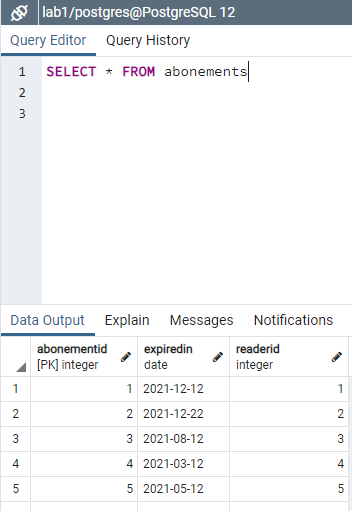 lab1/postgres@PostgreSQL 12
Query Editor Query History
1 SELECT * FROM abonements
2
3
Data Output Explain Messages Notifications
abonementid expiredin readerid
[PK] integer date integer
1 1 2021-12-12 1
2 2 2021-12-22 2
3 3 2021-08-12 3
4 4 2021-03-12 4
5 5 2021-05-12 5